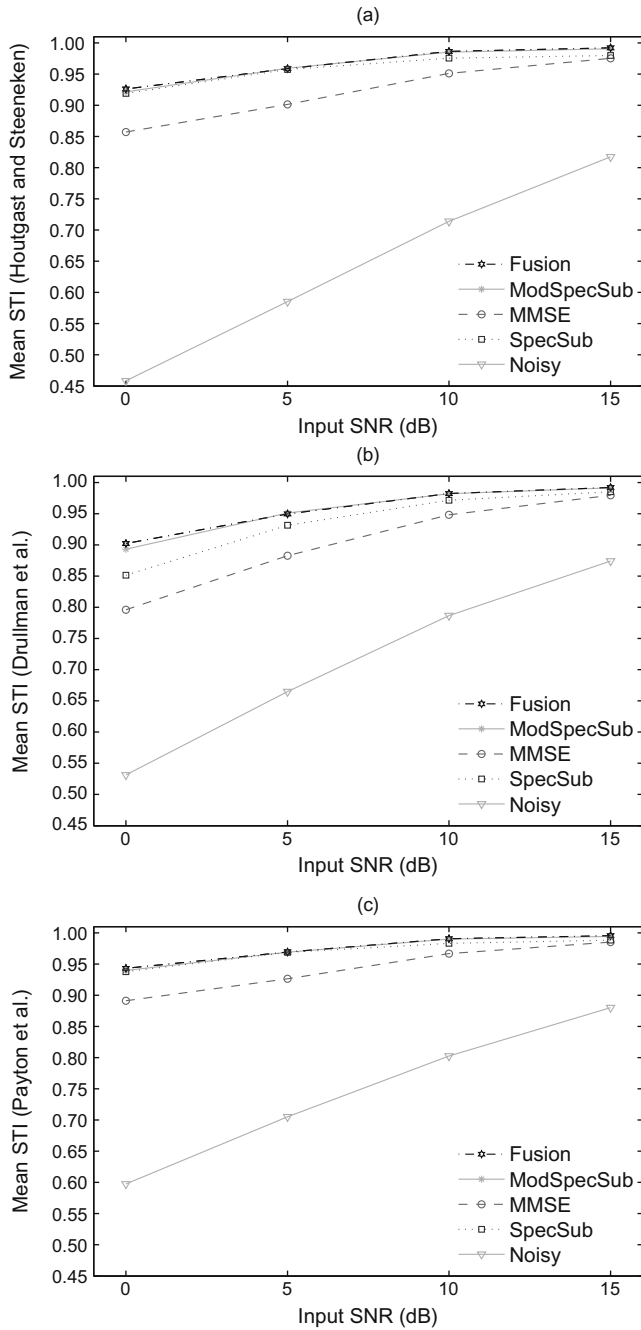 (a)
Mean STI (Houtgast and Steeneken)
1.00
0.95
0.90
0.85
0.80
0.75
0.70
0.65
0.60
0.55
0.50
0.45
Fusion
ModSpecSub
MMSE
SpecSub
Noisy
0 5 10 15
Input SNR (dB)
(b)
Mean STI (Drullman et al.)
1.00
0.95
0.90
0.85
0.80
0.75
0.70
0.65
0.60
0.55
0.50
0.45
Fusion
ModSpecSub
MMSE
SpecSub
Noisy
0 5 10 15
Input SNR (dB)
(c)
Mean STI (Payton et al.)
1.00
0.95
0.90
0.85
0.80
0.75
0.70
0.65
0.60
0.55
0.50
0.45
Fusion
ModSpecSub
MMSE
SpecSub
Noisy
0 5 10 15
Input SNR (dB)